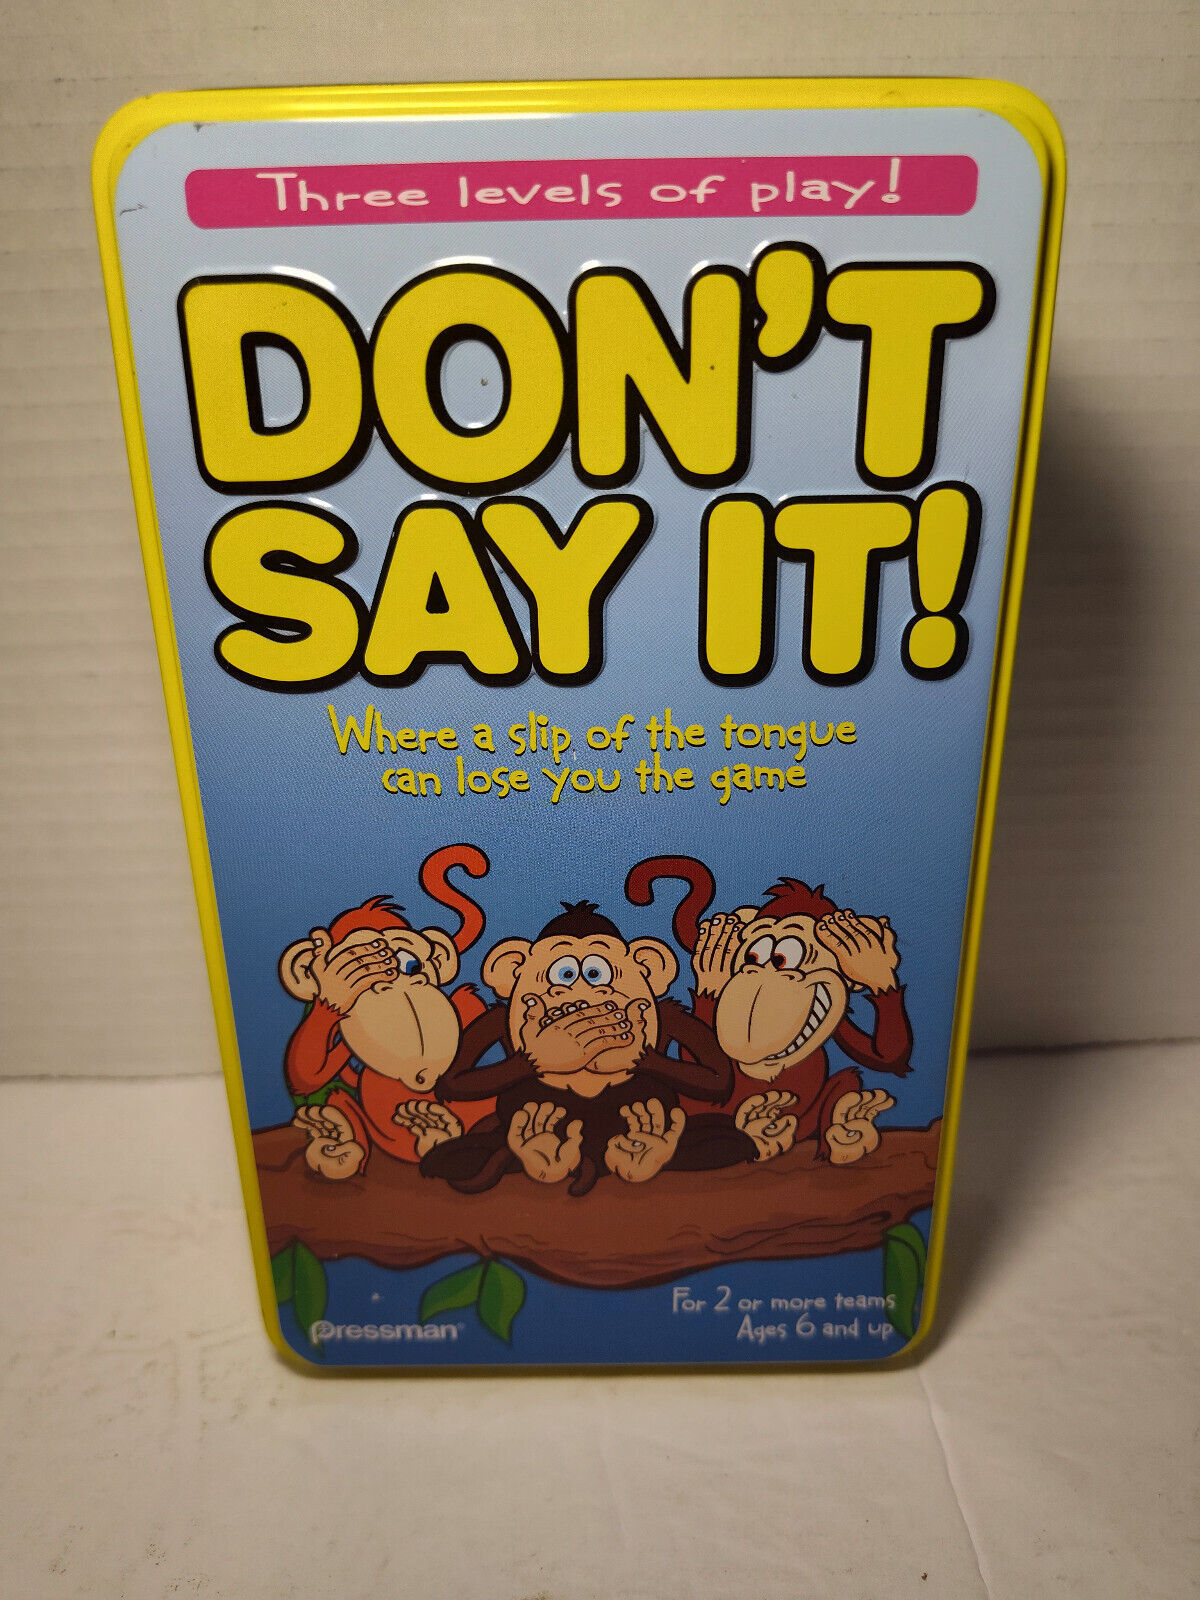 Three levels of play!
DON'T
SAY IT!
Where a slip of the tongue
can lose you the game
For 2 or more teams
Ages 6 and up
pressman®